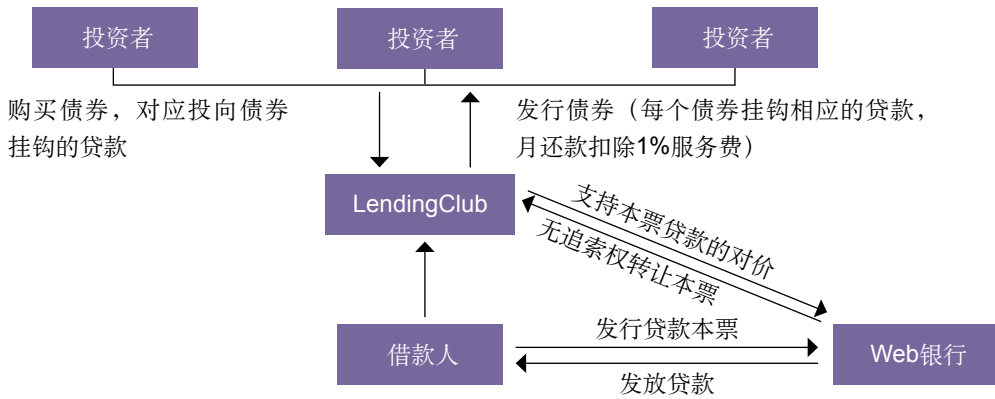 投资者
投资者
投资者
购买债券，对应投向债券
挂钩的贷款
发行债券（每个债券挂钩相应的贷款，
月还款扣除1%服务费）
LendingClub
支持本票贷款的对价
无追索权转让本票
借款人
发行贷款本票
发放贷款
Web银行